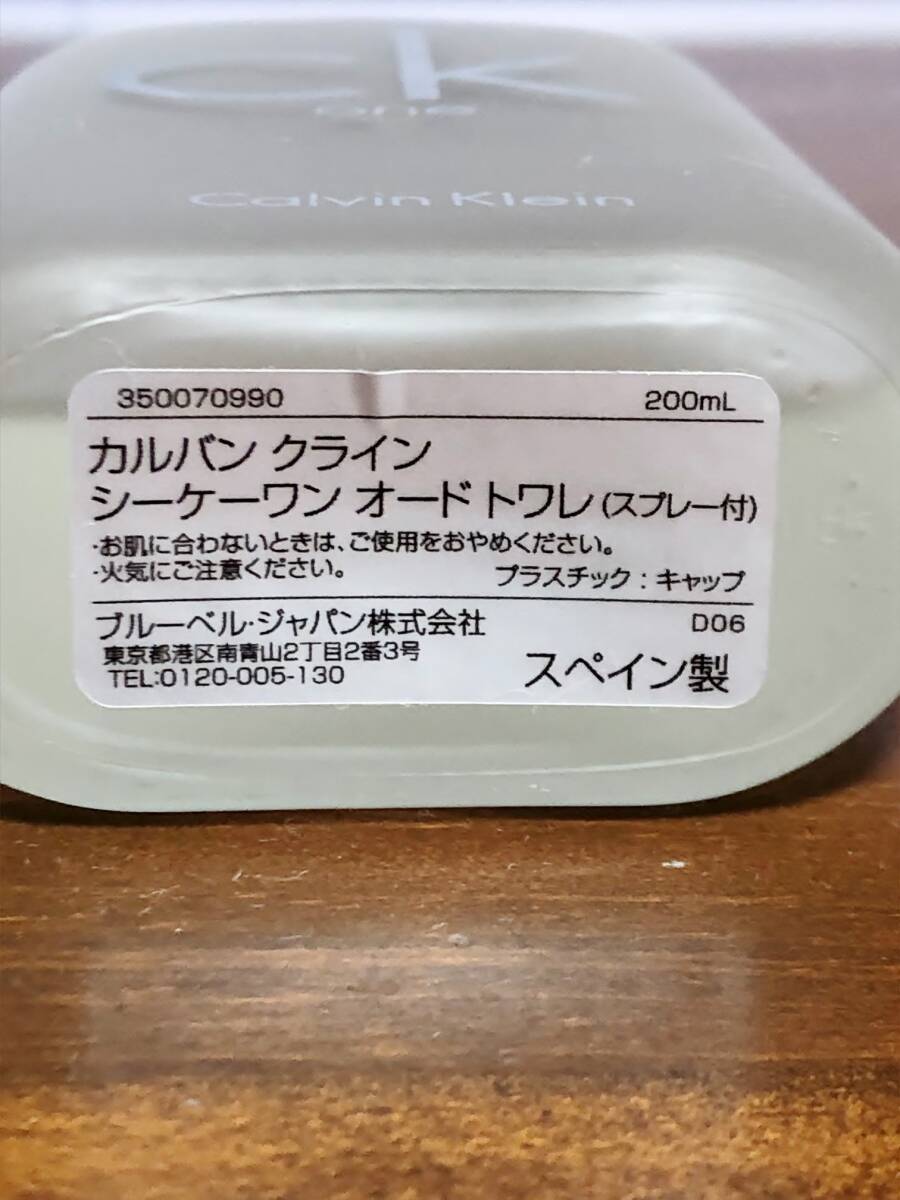 ck
one
Calvin Klein
350070990 200mL
カルバン クライン
シーケーワン オードトワレ(スプレー付)
・お肌に合わないときは、ご使用をおやめください。
・火気にご注意ください。 プラスチック：キャップ
ブルーベル・ジャパン株式会社 D06
東京都港区南青山2丁目2番3号
TEL:0120-005-130 スペイン製